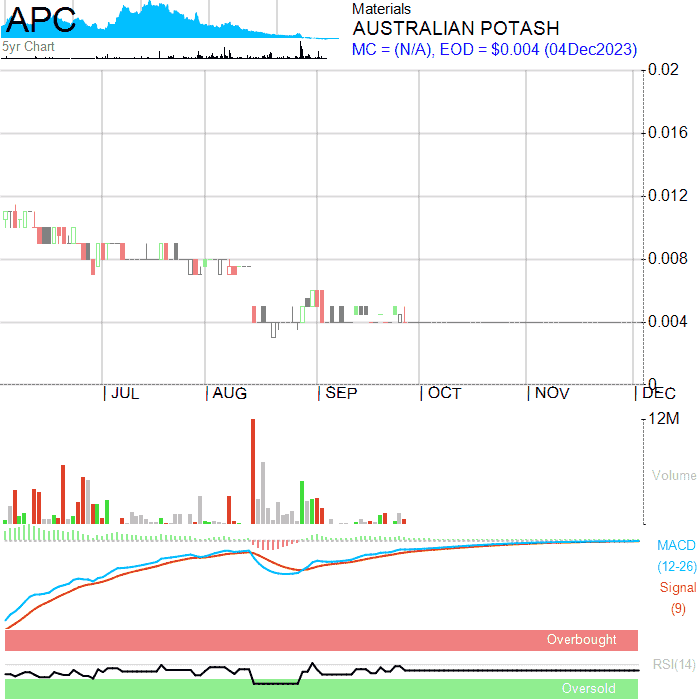 APC
5yr Chart
Materials
AUSTRALIAN POTASH
MC = (N/A), EOD = $0.004 (04Dec2023)
0.02
0.016
0.012
0.008
0.004
0
JUL AUG SEP OCT NOV DEC
12M
Volume
MACD
(12-26)
Signal
(9)
Overbought
RSI(14)
Oversold